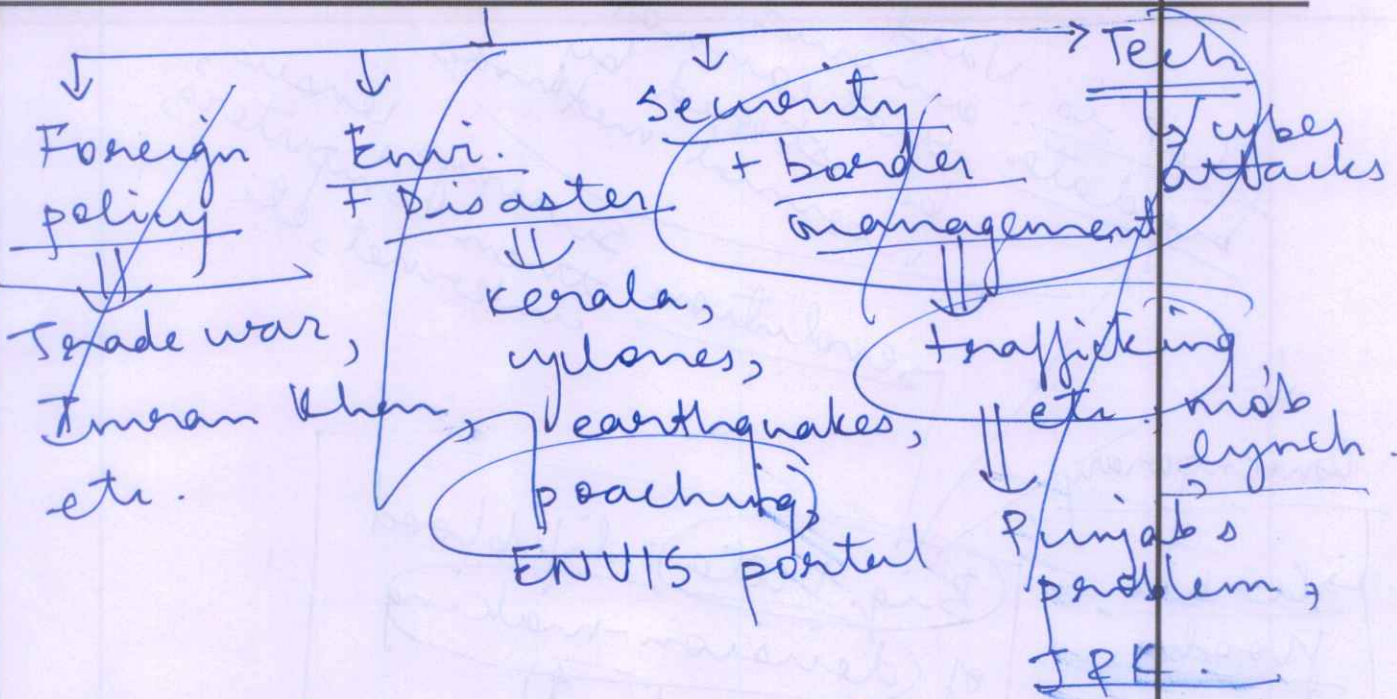 Foreign
policy
Trade war,
Imran Khan
etc.
Envi.
+ Disaster
Kerala,
cyclones,
earthquakes,
poaching,
ENVIS portal
Security
+ border
management
trafficking
etc.
Punjab's
problem,
J&K.
Tech
cyber
attacks
mob
lynch.